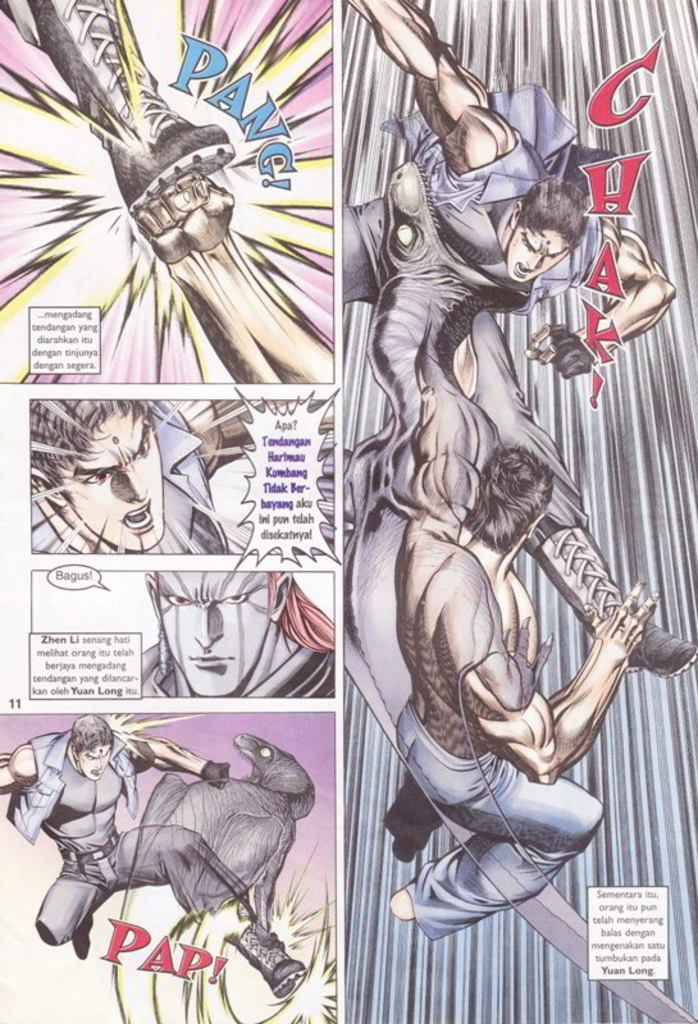 PANG!
...mengadang
tendangan yang
diarahkan itu
dengan tinjunya
dengan segera.
Apa?
Tendangan
Harimau
Kumbang
Tidak Ber-
bayang aku
ini pun telah
disekatnya!
Bagus!
Zhen Li senang hati
melihat orang itu telah
berjaya mengadang
tendangan yang dilancar-
kan oleh Yuan Long itu.
11
PAP!
CHAK!
Sementara itu,
orang itu pun
telah menyerang
balas dengan
mengenakan satu
tumbukan pada
Yuan Long.